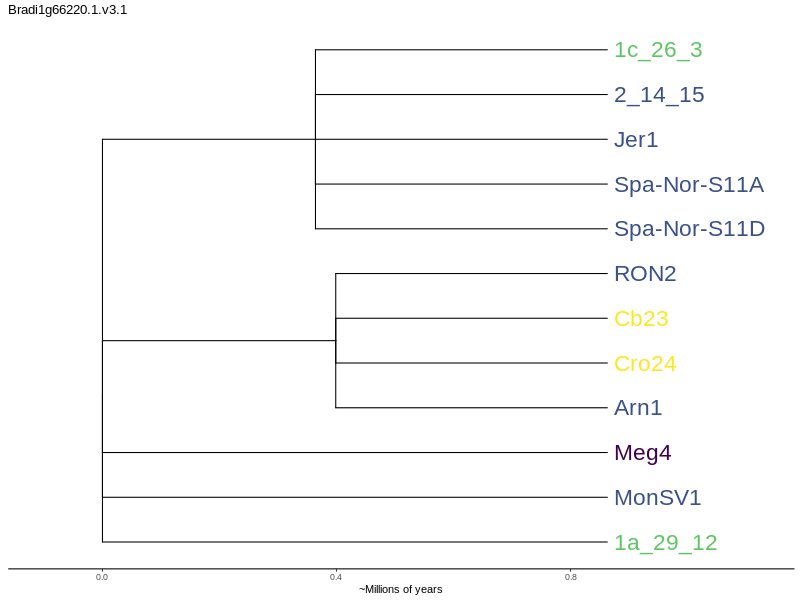 Bradi1g66220.1.v3.1
1c_26_3
2_14_15
Jer1
Spa-Nor-S11A
Spa-Nor-S11D
RON2
Cb23
Cro24
Arn1
Meg4
MonSV1
1a_29_12
0.0 0.4 0.8
~Millions of years